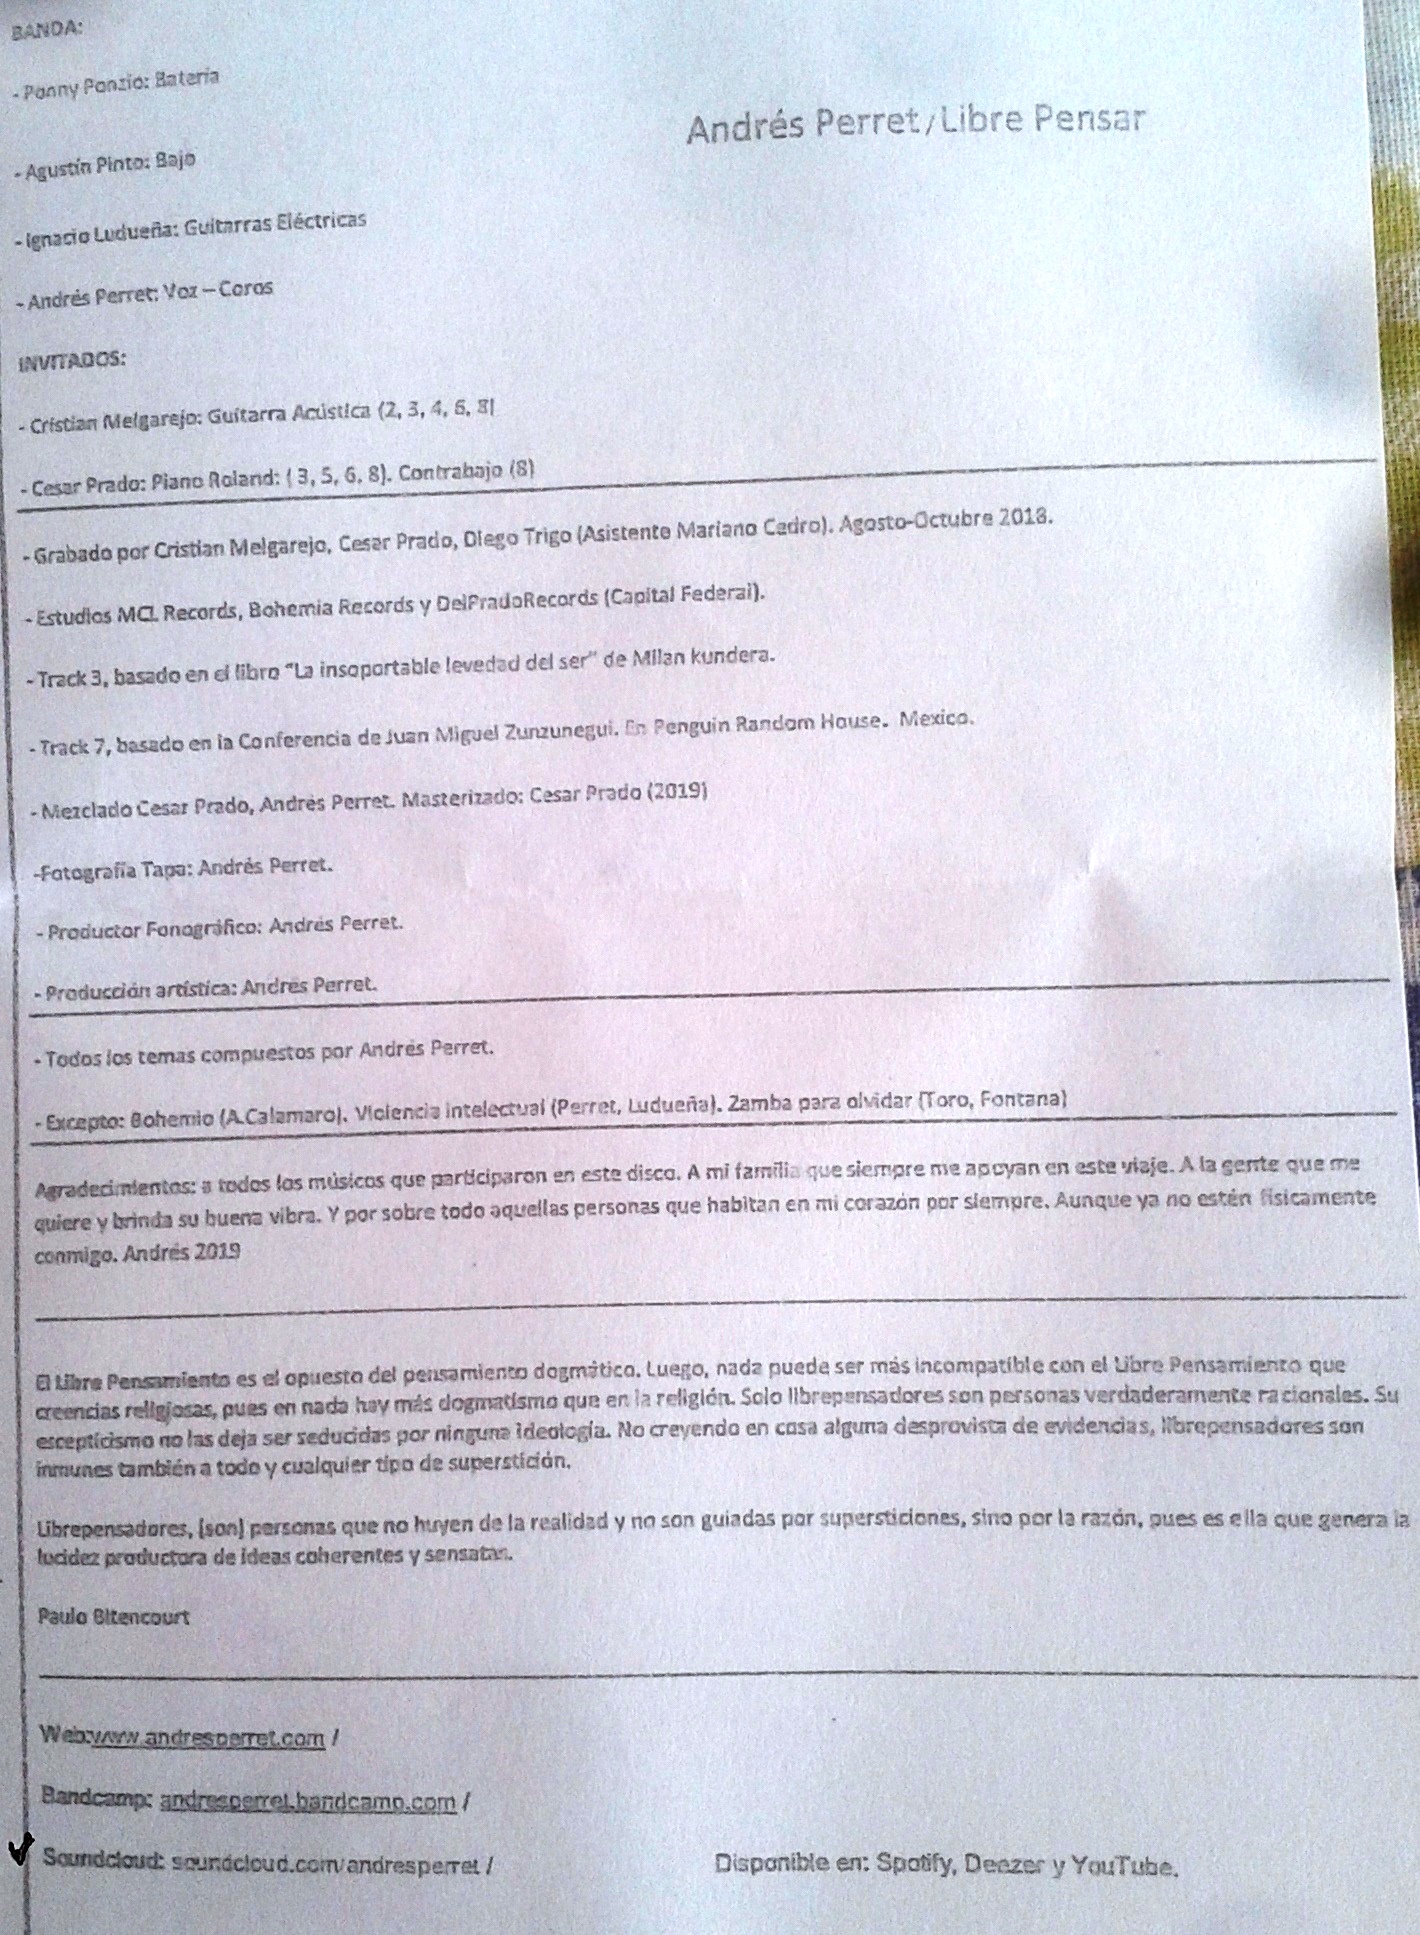 BANDA:
- Ponny Ponzio: Batería
Andrés Perret/Libre Pensar
- Agustín Pinto: Bajo
- Ignacio Ludueña: Guitarras Eléctricas
- Andrés Perret: Voz – Coros
INVITADOS:
- Cristian Melgarejo: Guitarra Acústica (2, 3, 4, 6, 8)
- Cesar Prado: Piano Roland: ( 3, 5, 6, 8). Contrabajo (8)
- Grabado por Cristian Melgarejo, Cesar Prado, Diego Trigo (Asistente Mariano Cadro). Agosto-Octubre 2018.
- Estudios MCL Records, Bohemia Records y DelPradoRecords (Capital Federal).
- Track 3, basado en el libro "La insoportable levedad del ser" de Milan kundera.
- Track 7, basado en la Conferencia de Juan Miguel Zunzunegui. En Penguin Random House. Mexico.
- Mezclado Cesar Prado, Andrés Perret. Masterizado: Cesar Prado (2019)
-Fotografía Tapa: Andrés Perret.
- Productor Fonográfico: Andrés Perret.
- Producción artística: Andrés Perret.
- Todos los temas compuestos por Andrés Perret.
- Excepto: Bohemio (A.Calamaro). Violencia intelectual (Perret, Ludueña). Zamba para olvidar (Toro, Fontana)
Agradecimientos: a todos los músicos que participaron en este disco. A mi familia que siempre me apoyan en este viaje. A la gente que me
quiere y brinda su buena vibra. Y por sobre todo aquellas personas que habitan en mi corazón por siempre. Aunque ya no estén físicamente
conmigo. Andrés 2019
El Libre Pensamiento es el opuesto del pensamiento dogmático. Luego, nada puede ser más incompatible con el Libre Pensamiento que
creencias religiosas, pues en nada hay más dogmatismo que en la religión. Solo librepensadores son personas verdaderamente racionales. Su
escepticismo no las deja ser seducidas por ninguna ideología. No creyendo en cosa alguna desprovista de evidencias, librepensadores son
inmunes también a todo y cualquier tipo de superstición.
Librepensadores, [son] personas que no huyen de la realidad y no son guiadas por supersticiones, sino por la razón, pues es ella que genera la
lucidez productora de ideas coherentes y sensatas.
Paulo Bitencourt
Web:www.andresperret.com /
Bandcamp: andresperret.bandcamp.com /
Soundcloud: soundcloud.com/andresperret /
Disponible en: Spotify, Deezer y YouTube.